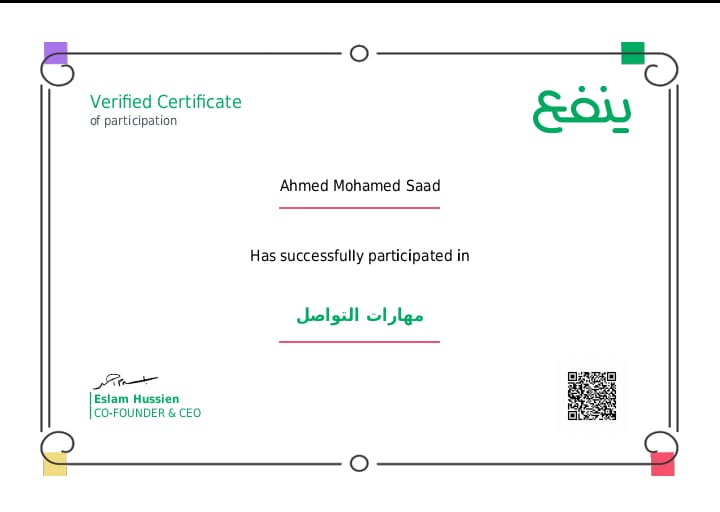 Verified Certificate
of participation
ينفع
Ahmed Mohamed Saad
Has successfully participated in
مهارات التواصل
Eslam Hussien
CO-FOUNDER & CEO